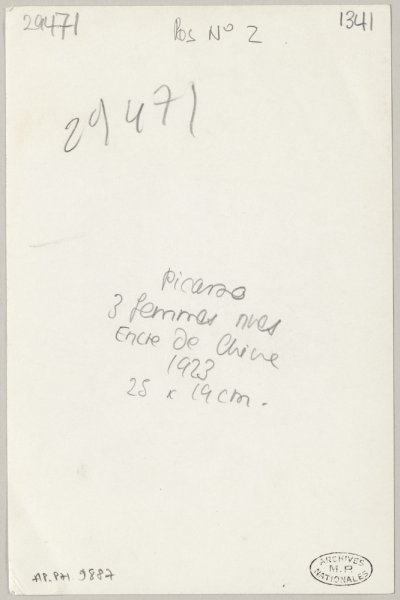 29471
Pos N° 2
1341
29471
Picasso
3 femmes nues
Encre de Chine
1923
25 x 19 cm.
AP.PH 9887
ARCHIVES
M.P.
NATIONALES